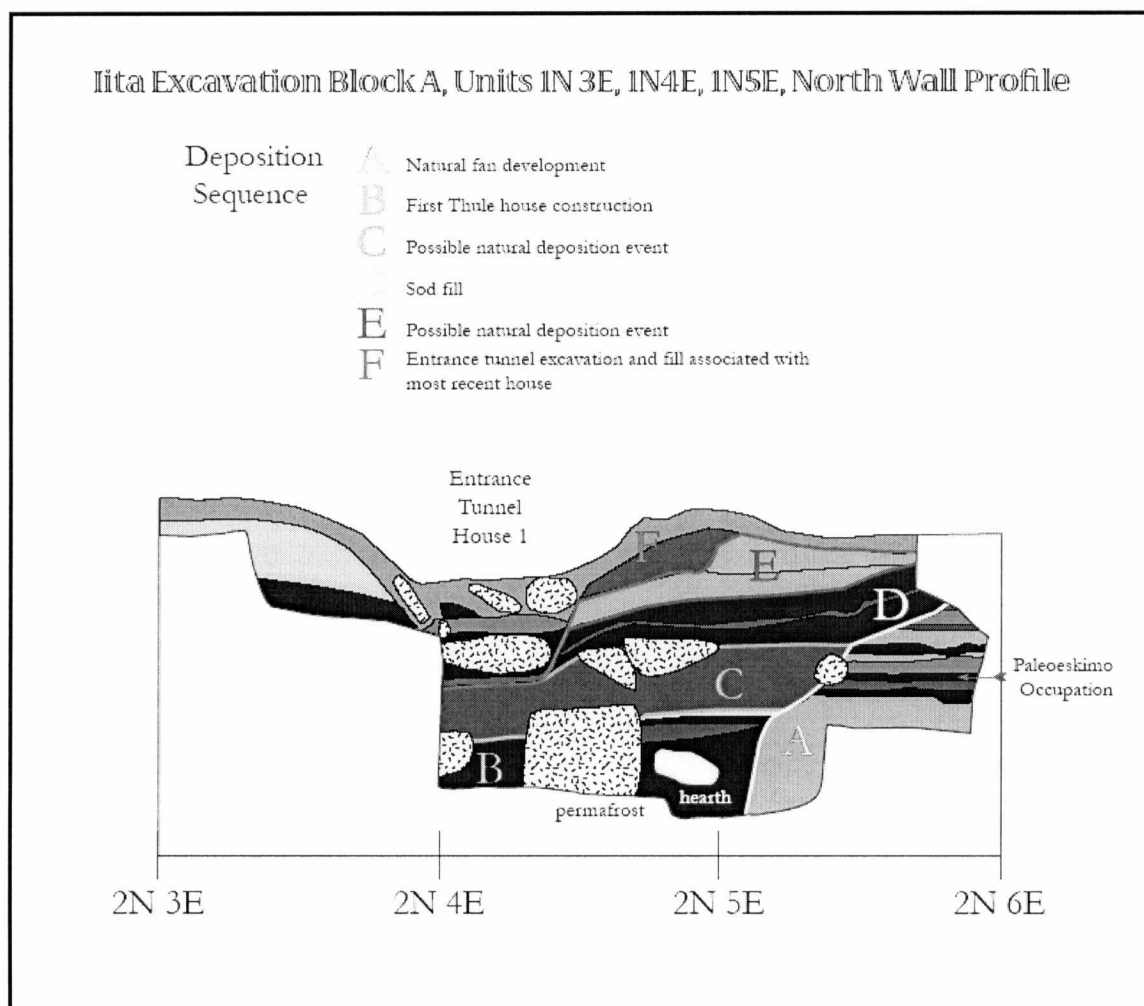 Iita Excavation Block A, Units 1N 3E, 1N4E, 1N5E, North Wall Profile
Deposition
Sequence
A Natural fan development
B First Thule house construction
C Possible natural deposition event
Sod fill
E Possible natural deposition event
F Entrance tunnel excavation and fill associated with
most recent house
Entrance
Tunnel
House 1
F
E
D
C
A
B
Paleoeskimo
Occupation
hearth
permafrost
2N 3E
2N 4E
2N 5E
2N 6E